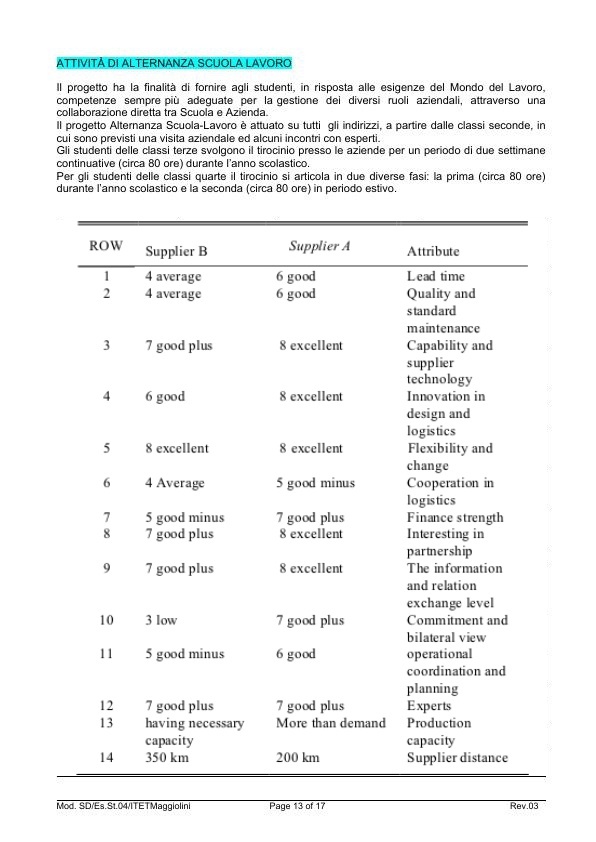 ATTIVITÀ DI ALTERNANZA SCUOLA LAVORO
Il progetto ha la finalità di fornire agli studenti, in risposta alle esigenze del Mondo del Lavoro,
competenze sempre più adeguate per la gestione dei diversi ruoli aziendali, attraverso una
collaborazione diretta tra Scuola e Azienda.
Il progetto Alternanza Scuola-Lavoro è attuato su tutti gli indirizzi, a partire dalle classi seconde, in
cui sono previsti una visita aziendale ed alcuni incontri con esperti.
Gli studenti delle classi terze svolgono il tirocinio presso le aziende per un periodo di due settimane
continuative (circa 80 ore) durante l'anno scolastico.
Per gli studenti delle classi quarte il tirocinio si articola in due diverse fasi: la prima (circa 80 ore)
durante l'anno scolastico e la seconda (circa 80 ore) in periodo estivo.
ROW Supplier B Supplier A Attribute
1 4 average 6 good Lead time
2 4 average 6 good Quality and
standard
maintenance
3 7 good plus 8 excellent Capability and
supplier
technology
4 6 good 8 excellent Innovation in
design and
logistics
5 8 excellent 8 excellent Flexibility and
change
6 4 Average 5 good minus Cooperation in
logistics
7 5 good minus 7 good plus Finance strength
8 7 good plus 8 excellent Interesting in
partnership
9 7 good plus 8 excellent The information
and relation
exchange level
10 3 low 7 good plus Commitment and
bilateral view
11 5 good minus 6 good operational
coordination and
planning
12 7 good plus 7 good plus Experts
13 having necessary More than demand Production
capacity capacity
14 350 km 200 km Supplier distance
Mod. SD/Es.St.04/ITETMaggiolini Page 13 of 17 Rev.03